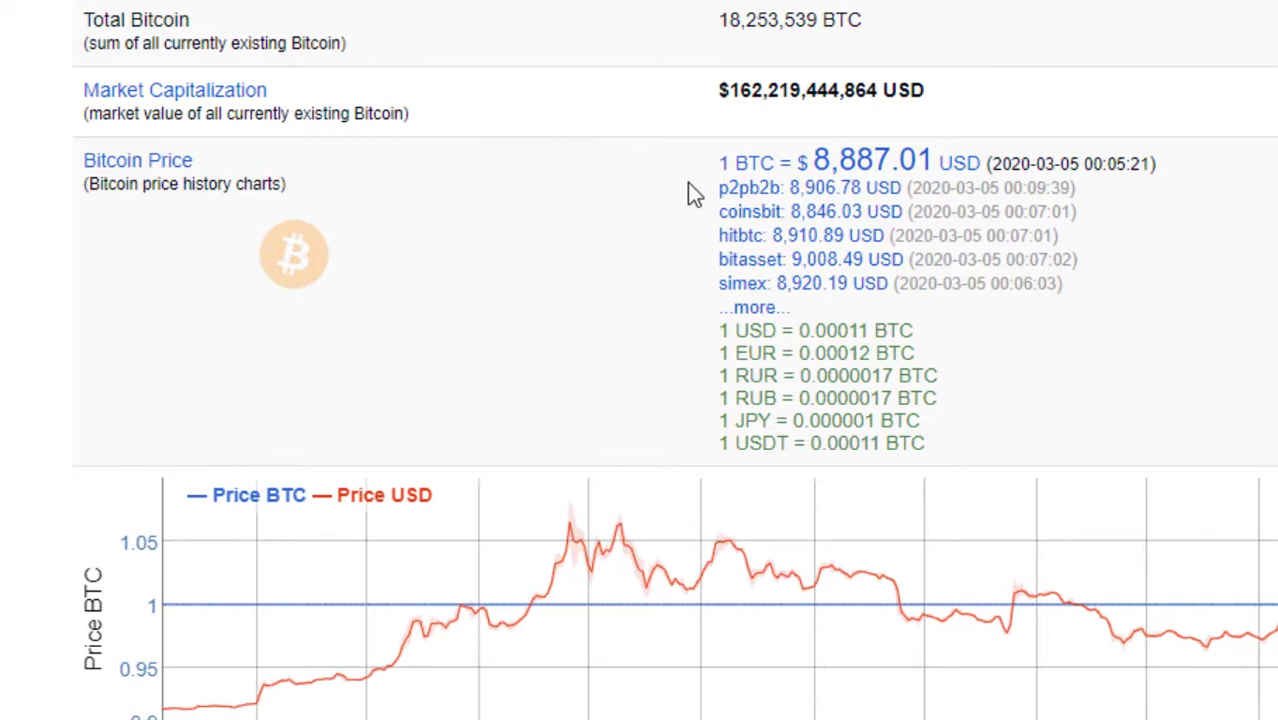 Total Bitcoin
(sum of all currently existing Bitcoin)
18,253,539 BTC
Market Capitalization
(market value of all currently existing Bitcoin)
$162,219,444,864 USD
Bitcoin Price
(Bitcoin price history charts)
1 BTC = $ 8,887.01 USD (2020-03-05 00:05:21)
p2pb2b: 8,906.78 USD (2020-03-05 00:09:39)
coinsbit: 8,846.03 USD (2020-03-05 00:07:01)
hitbtc: 8,910.89 USD (2020-03-05 00:07:01)
bitasset: 9,008.49 USD (2020-03-05 00:07:02)
simex: 8,920.19 USD (2020-03-05 00:06:03)
...more...
1 USD = 0.00011 BTC
1 EUR = 0.00012 BTC
1 RUR = 0.0000017 BTC
1 RUB = 0.0000017 BTC
1 JPY = 0.000001 BTC
1 USDT = 0.00011 BTC
Price BTC Price USD
1.05
1
0.95
0.9
Price BTC